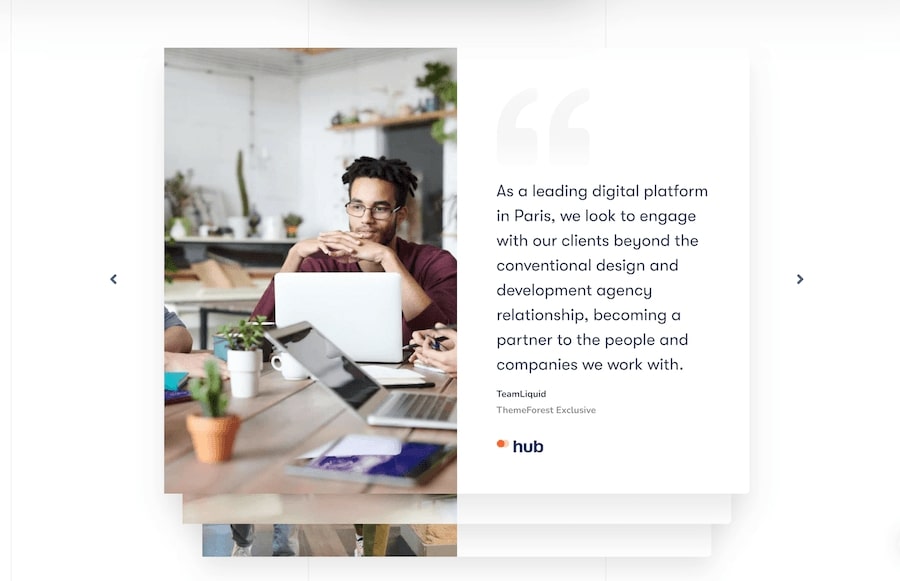 As a leading digital platform
in Paris, we look to engage
with our clients beyond the
conventional design and
development agency
relationship, becoming a
partner to the people and
companies we work with.
TeamLiquid
ThemeForest Exclusive
hub